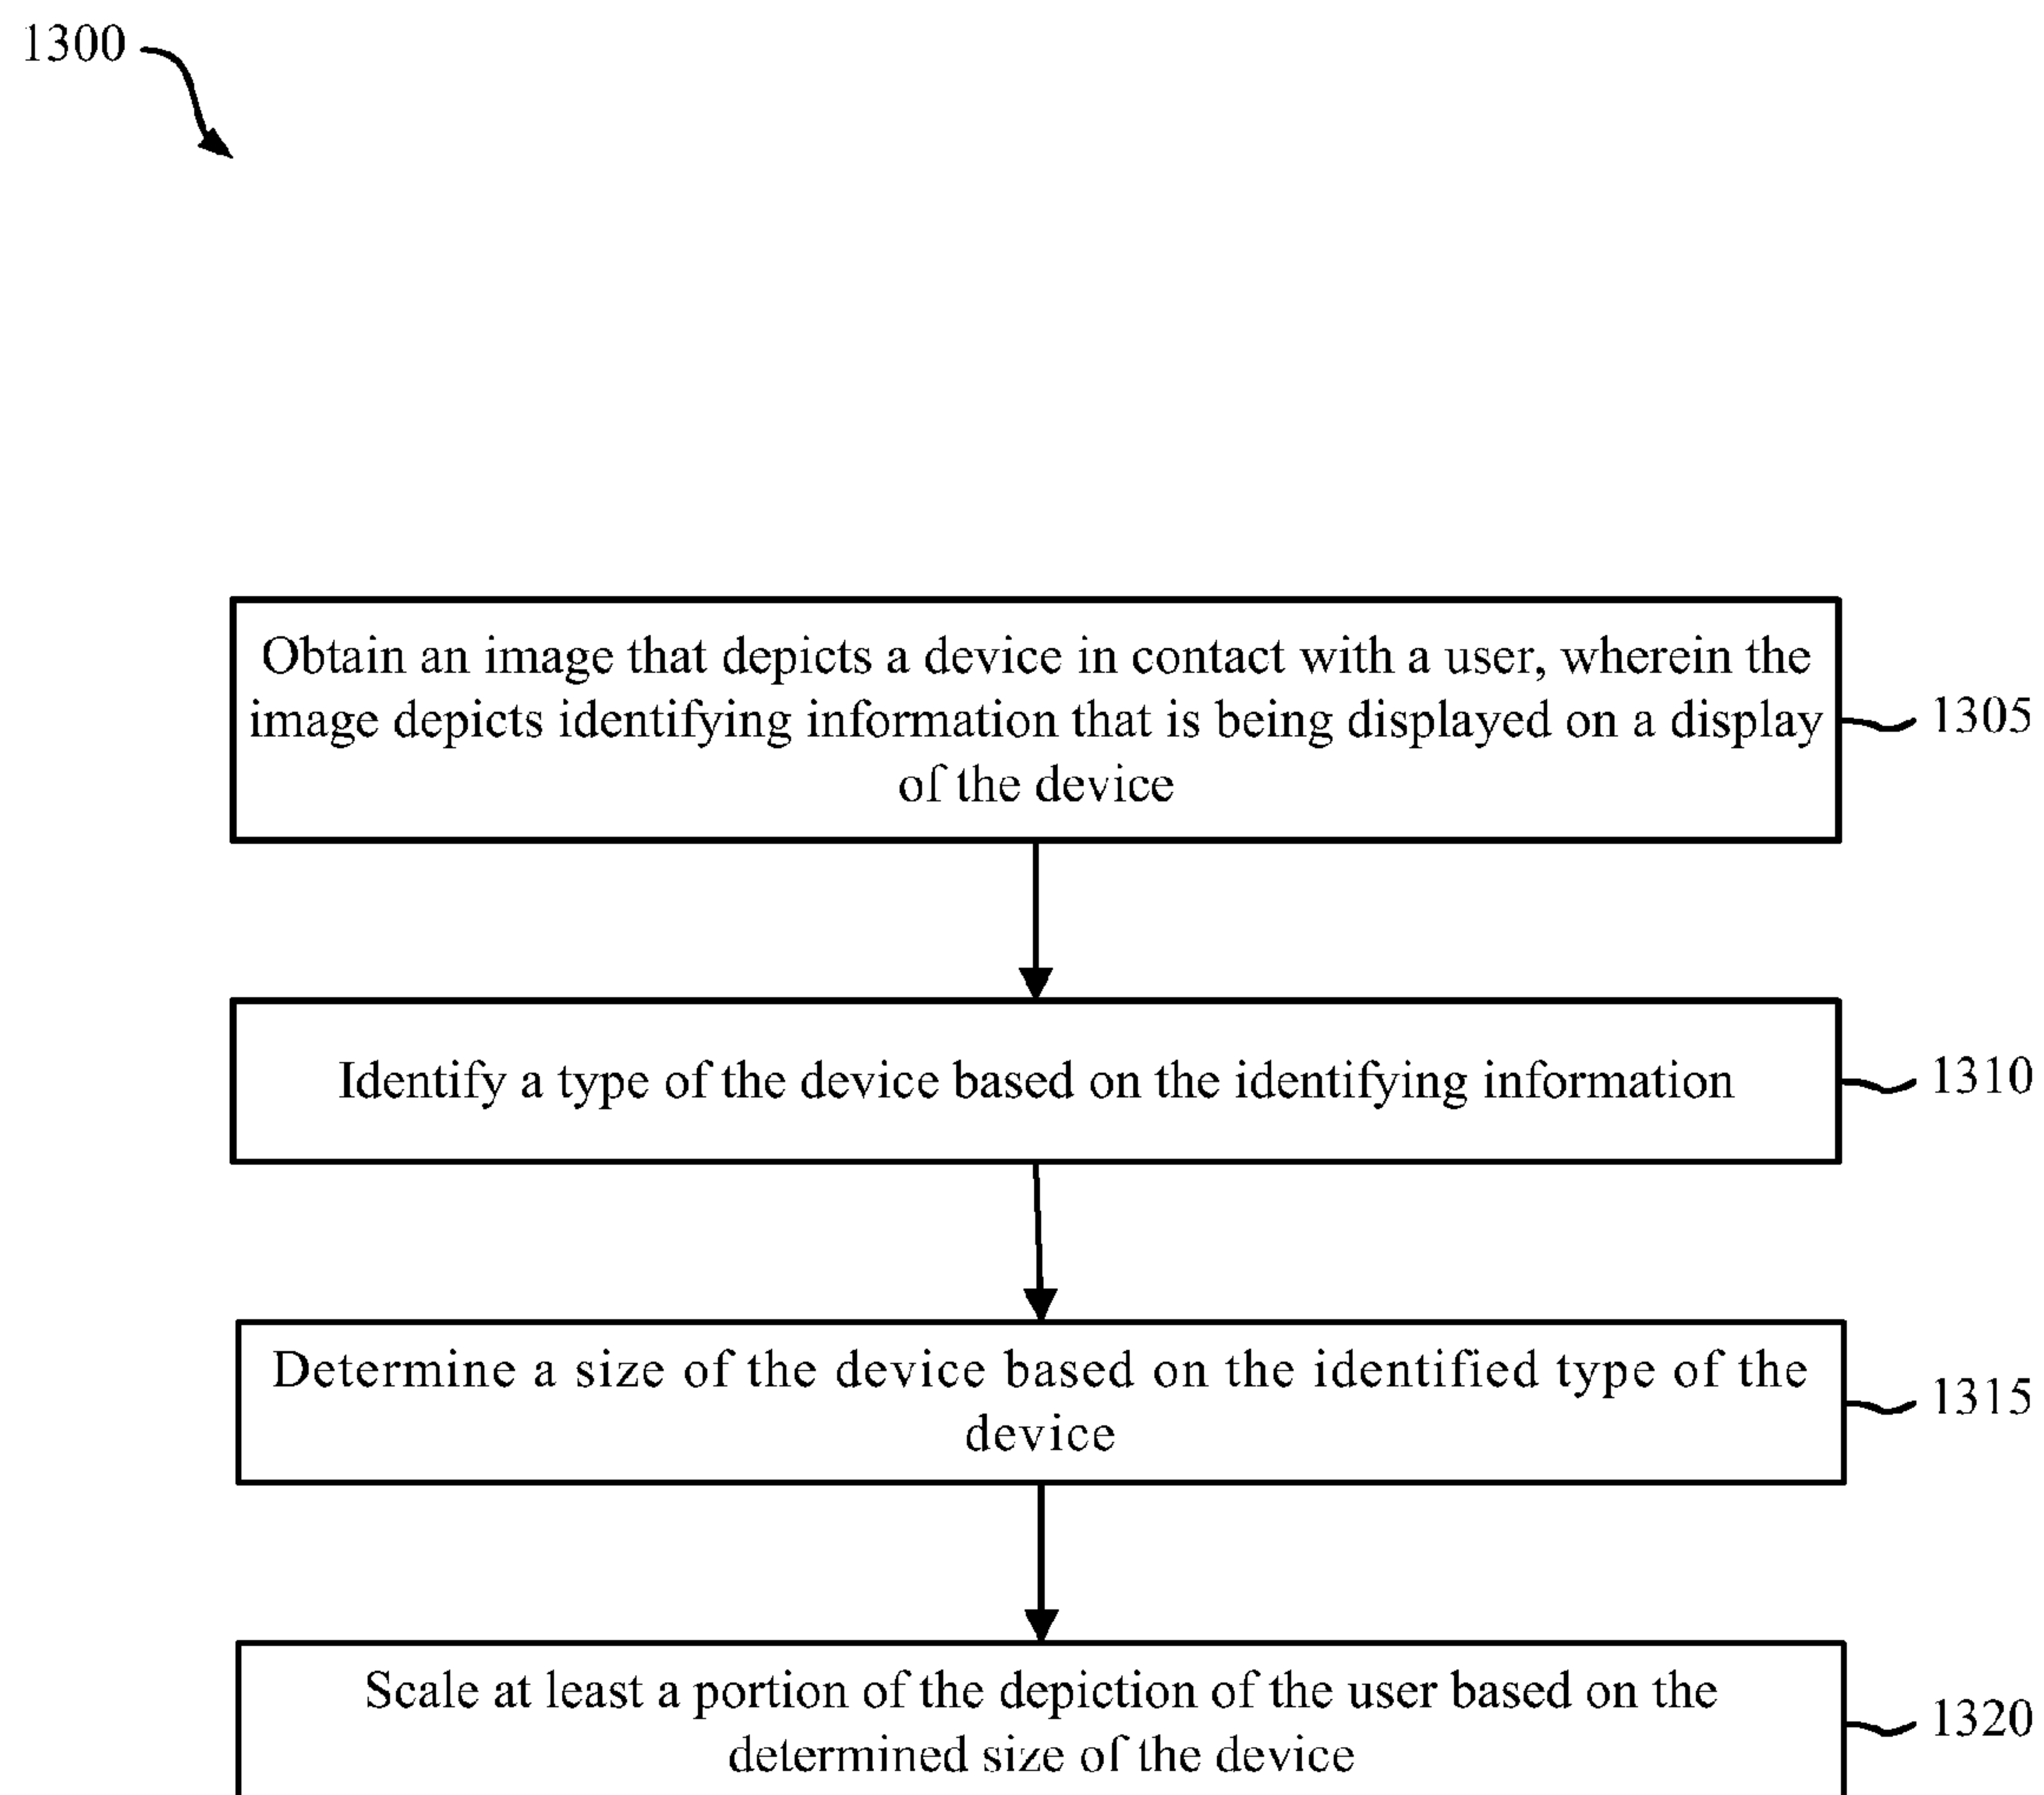 1300
Obtain an image that depicts a device in contact with a user, wherein the
image depicts identifying information that is being displayed on a display
of the device
1305
Identify a type of the device based on the identifying information
1310
Determine a size of the device based on the identified type of the
device
1315
Scale at least a portion of the depiction of the user based on the
determined size of the device
1320